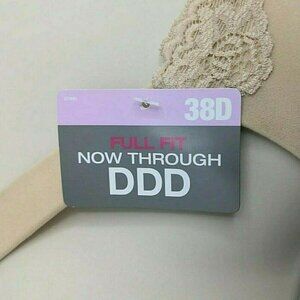 38D
FULL FIT
NOW THROUGH
DDD